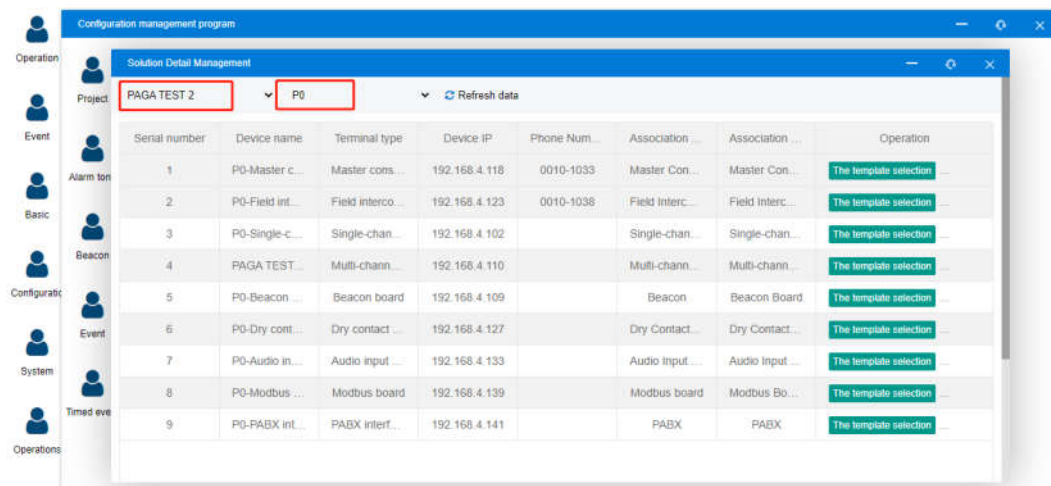 Configuration management program
Operation
Event
Basic
Configuratic
System
Operations
Project
Alarm ton
Beacon
Event
Timed eve
Solution Detail Management
PAGA TEST 2 P0 Refresh data
Serial number Device name Terminal type Device IP Phone Num... Association ... Association ... Operation
1 P0-Master c... Master cons... 192.168.4.118 0010-1033 Master Con... Master Con... The template selection ...
2 P0-Field int... Field interco... 192.168.4.123 0010-1038 Field Interc... Field Interc... The template selection ...
3 P0-Single-c... Single-chan... 192.168.4.102 Single-chan... Single-chan... The template selection ...
4 PAGA TEST... Multi-chann... 192.168.4.110 Multi-chann... Multi-chann... The template selection ...
5 P0-Beacon ... Beacon board 192.168.4.109 Beacon Beacon Board The template selection ...
6 P0-Dry cont... Dry contact ... 192.168.4.127 Dry Contact... Dry Contact... The template selection ...
7 P0-Audio in... Audio input ... 192.168.4.133 Audio Input ... Audio Input ... The template selection ...
8 P0-Modbus ... Modbus board 192.168.4.139 Modbus board Modbus Bo... The template selection ...
9 P0-PABX int... PABX interf... 192.168.4.141 PABX PABX The template selection ...